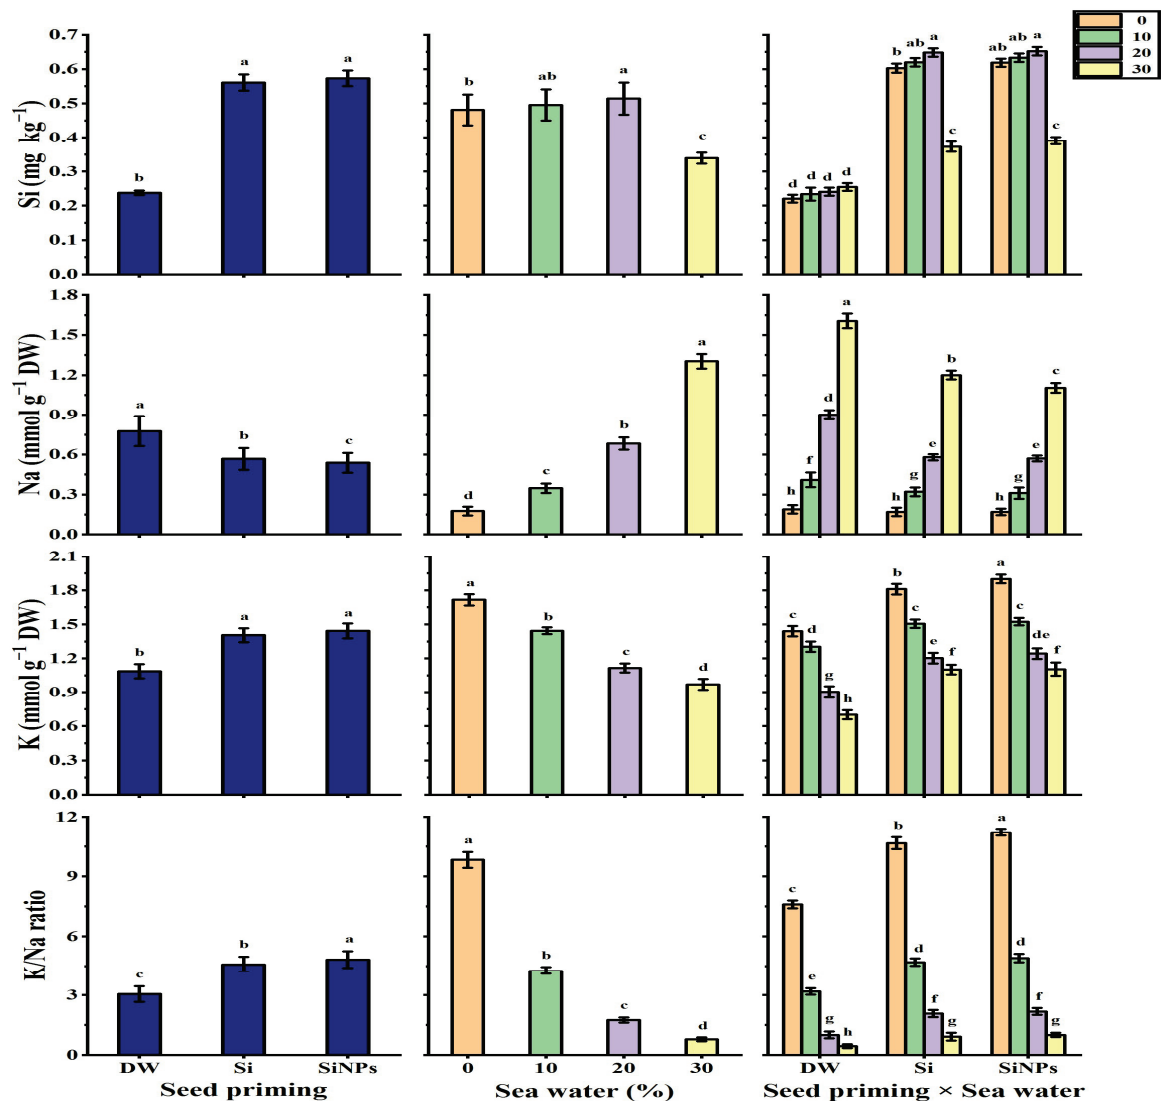 0
10
20
30
Si (mg kg⁻¹)
0.7
0.6
0.5
0.4
0.3
0.2
0.1
0.0
b a a
b ab a c
d d d d b ab a c ab ab a c
Na (mmol g⁻¹ DW)
1.8
1.5
1.2
0.9
0.6
0.3
0.0
a b c
d c b a
h f d a h g e b h g e c
K (mmol g⁻¹ DW)
2.1
1.8
1.5
1.2
0.9
0.6
0.3
0.0
b a a
a b c d
c d g h b c e f a c de f
K/Na ratio
12
9
6
3
0
c b a
a b c d
c e g h b d f g a d f g
DW Si SiNPs
0 10 20 30
DW Si SiNPs
Seed priming
Sea water (%)
Seed priming × Sea water